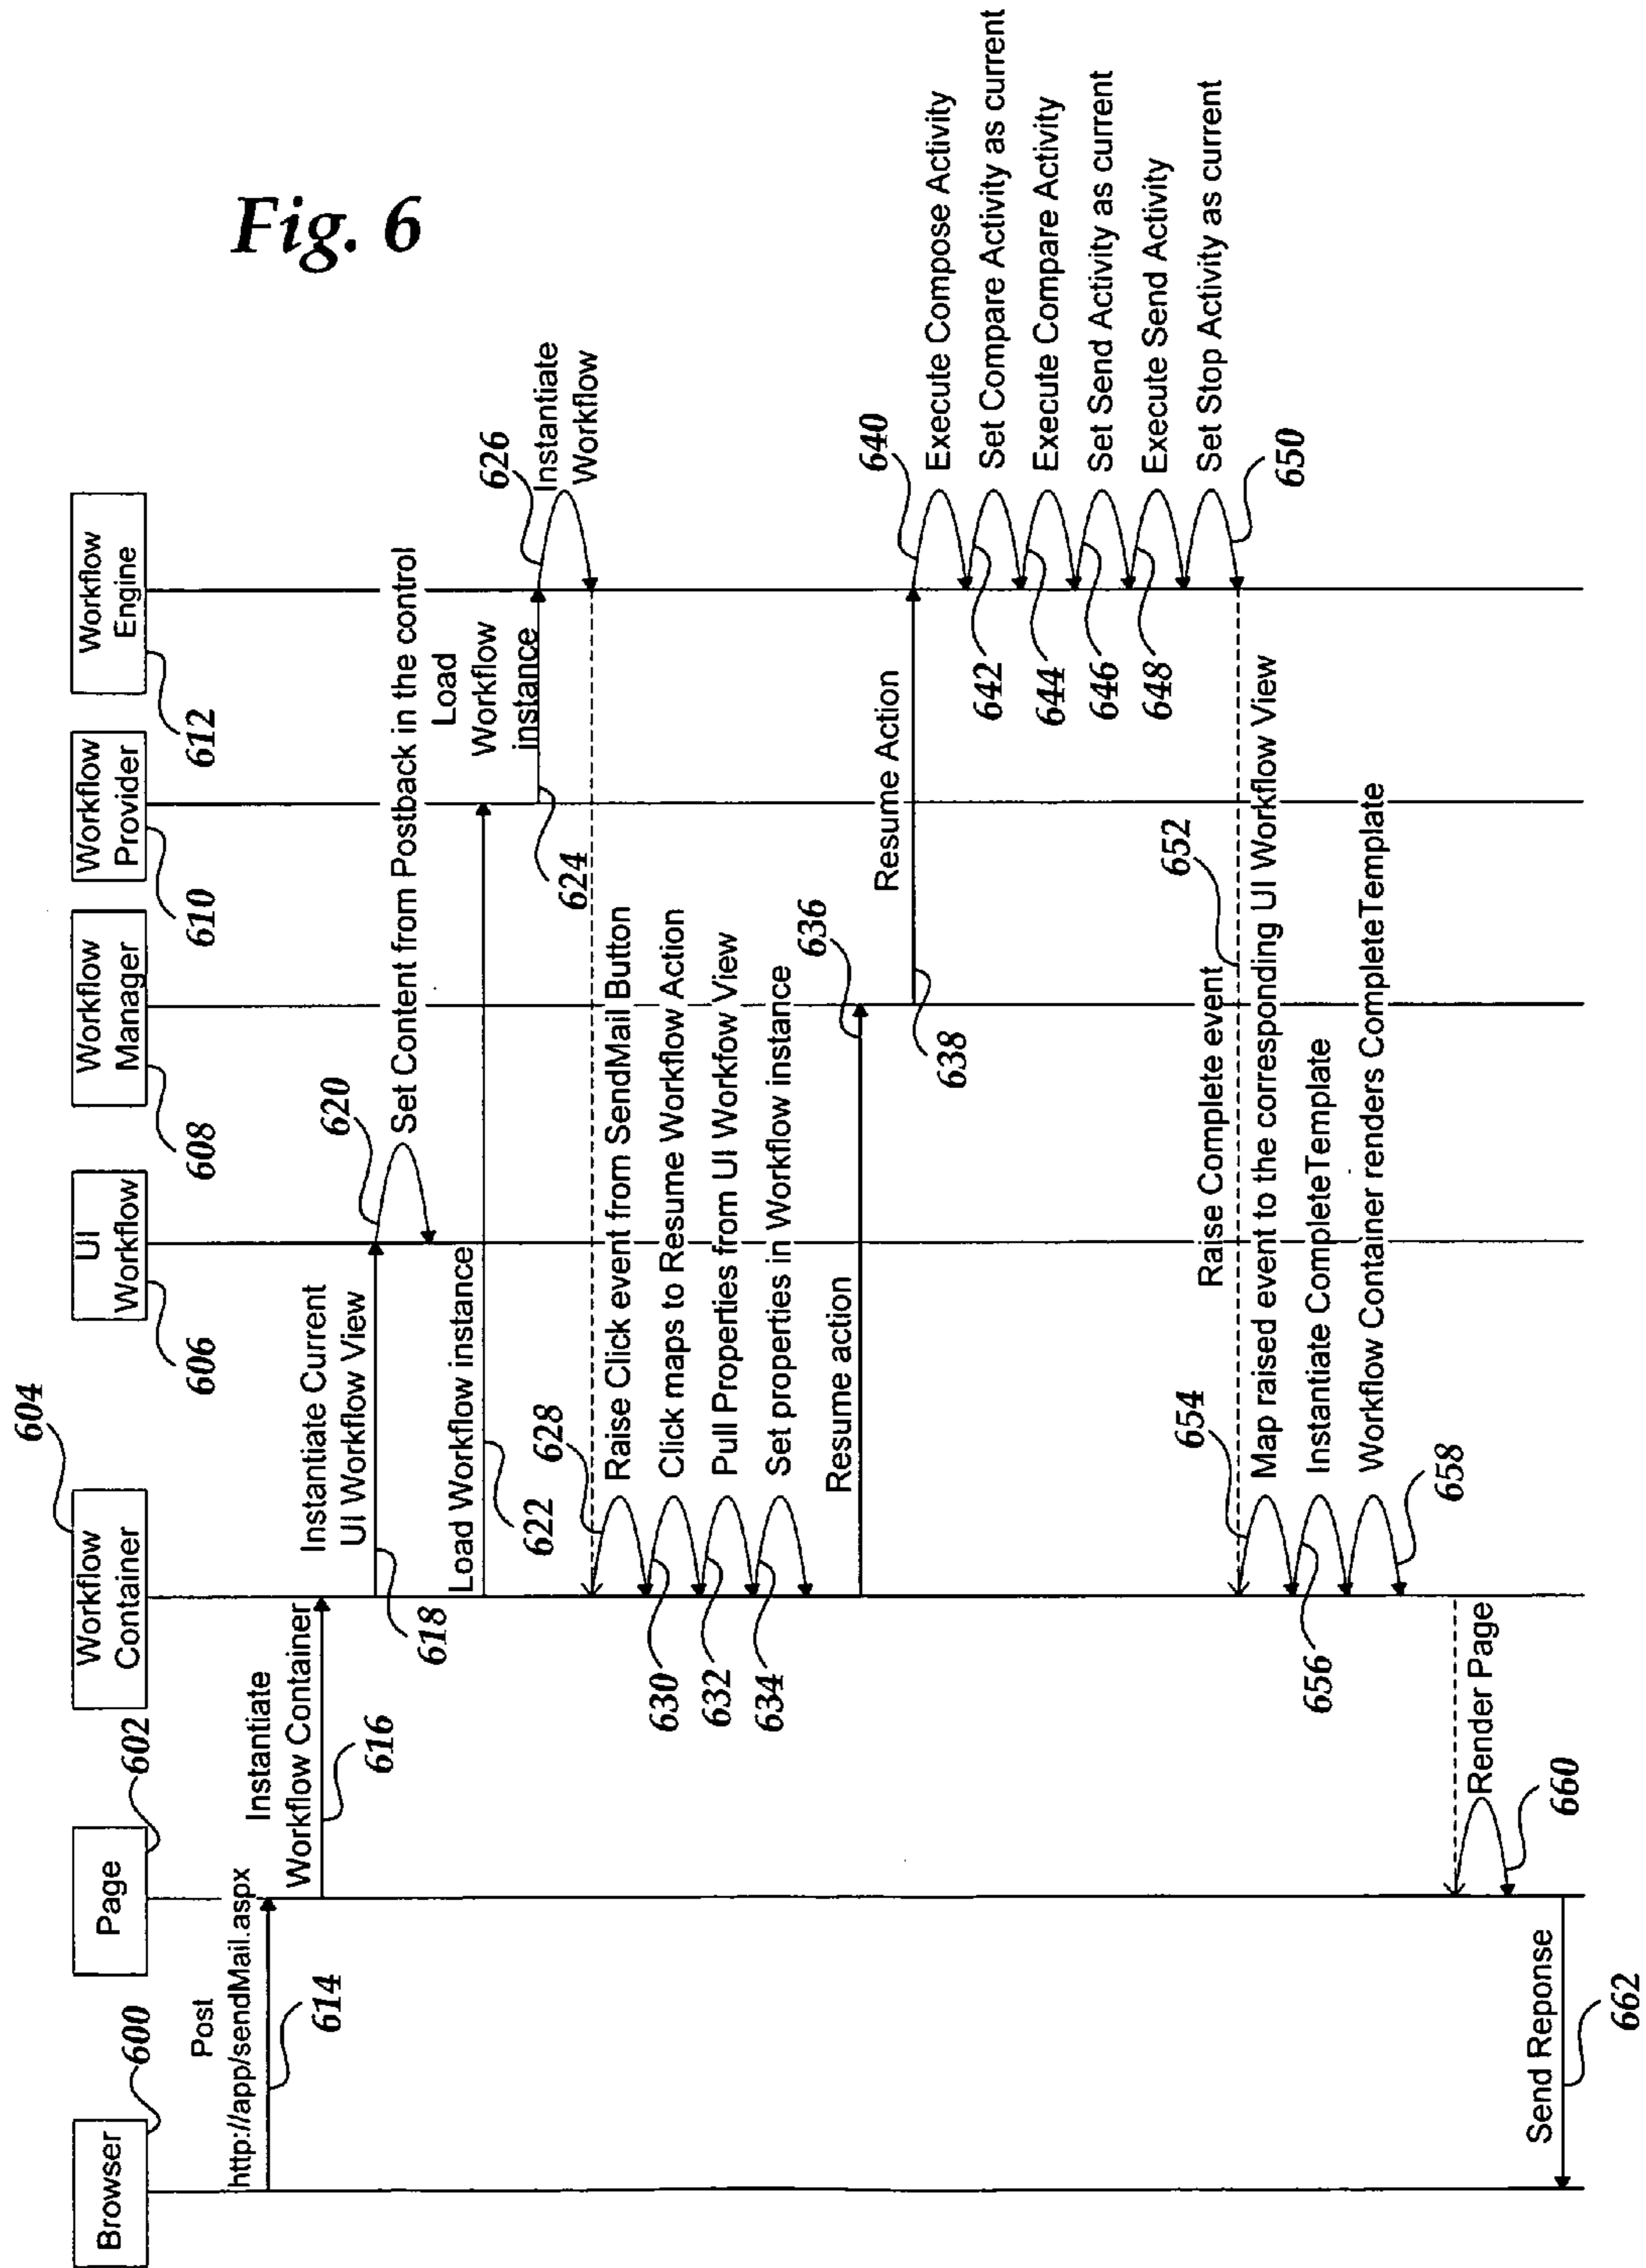 Fig. 6
Browser
600
Page
602
Workflow
Container
604
UI
Workflow
606
Workflow
Manager
608
Workflow
Provider
610
Workflow
Engine
612
Post
http://app/sendMail.aspx
614
Instantiate
Workflow Container
616
Instantiate Current
UI Workflow View
618
620
Set Content from Postback in the control
Load Workflow instance
622
Load
Workflow
instance
624
626
Instantiate
Workflow
628
Raise Click event from SendMail Button
630
Click maps to Resume Workflow Action
632
Pull Properties from UI Workfow View
634
Set properties in Workflow instance
Resume action
636
Resume Action
638
640
Execute Compose Activity
642
Set Compare Activity as current
644
Execute Compare Activity
646
Set Send Activity as current
648
Execute Send Activity
Set Stop Activity as current
650
Raise Complete event
652
654
Map raised event to the corresponding UI Workflow View
656
Instantiate CompleteTemplate
Workflow Container renders CompleteTemplate
658
Render Page
660
Send Reponse
662